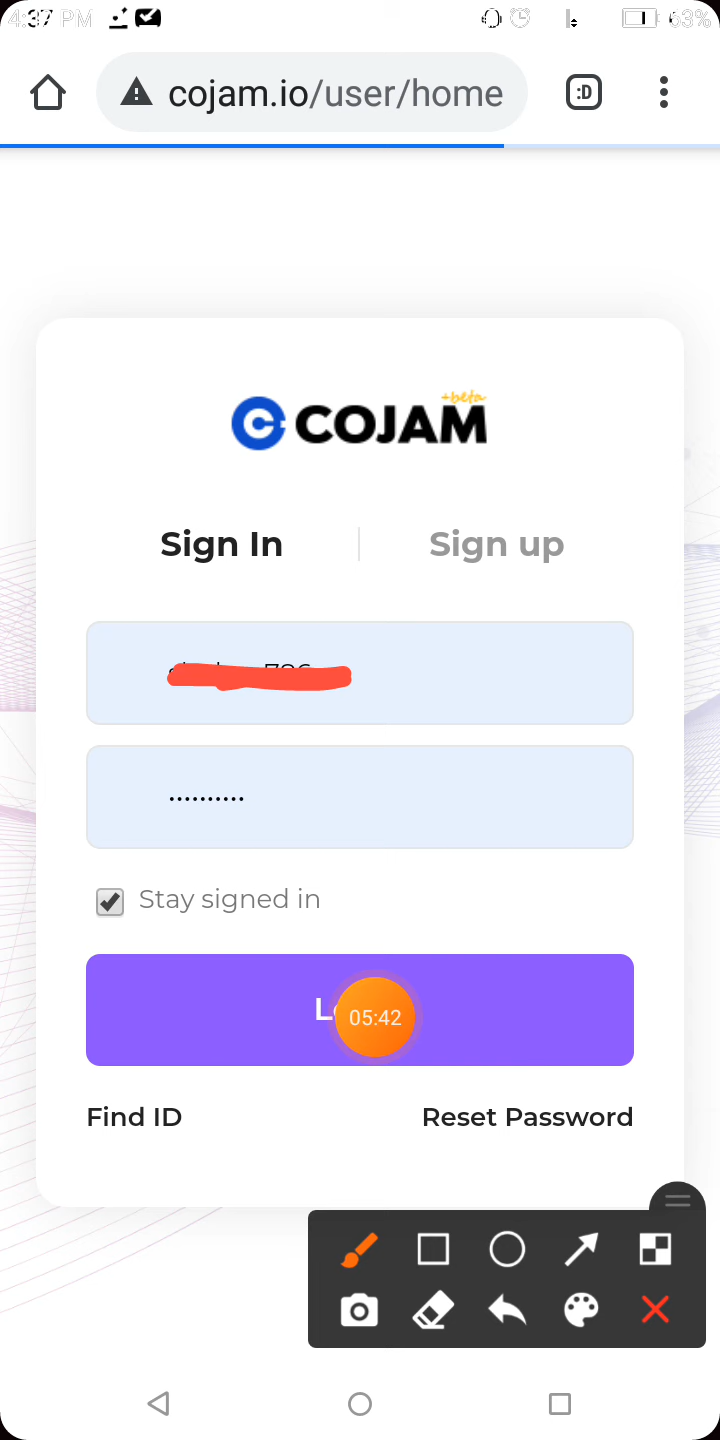 4:37 PM 63%
cojam.io/user/home
:D
+beta
COJAM
Sign In Sign up
••••••••••
Stay signed in
05:42
Find ID Reset Password